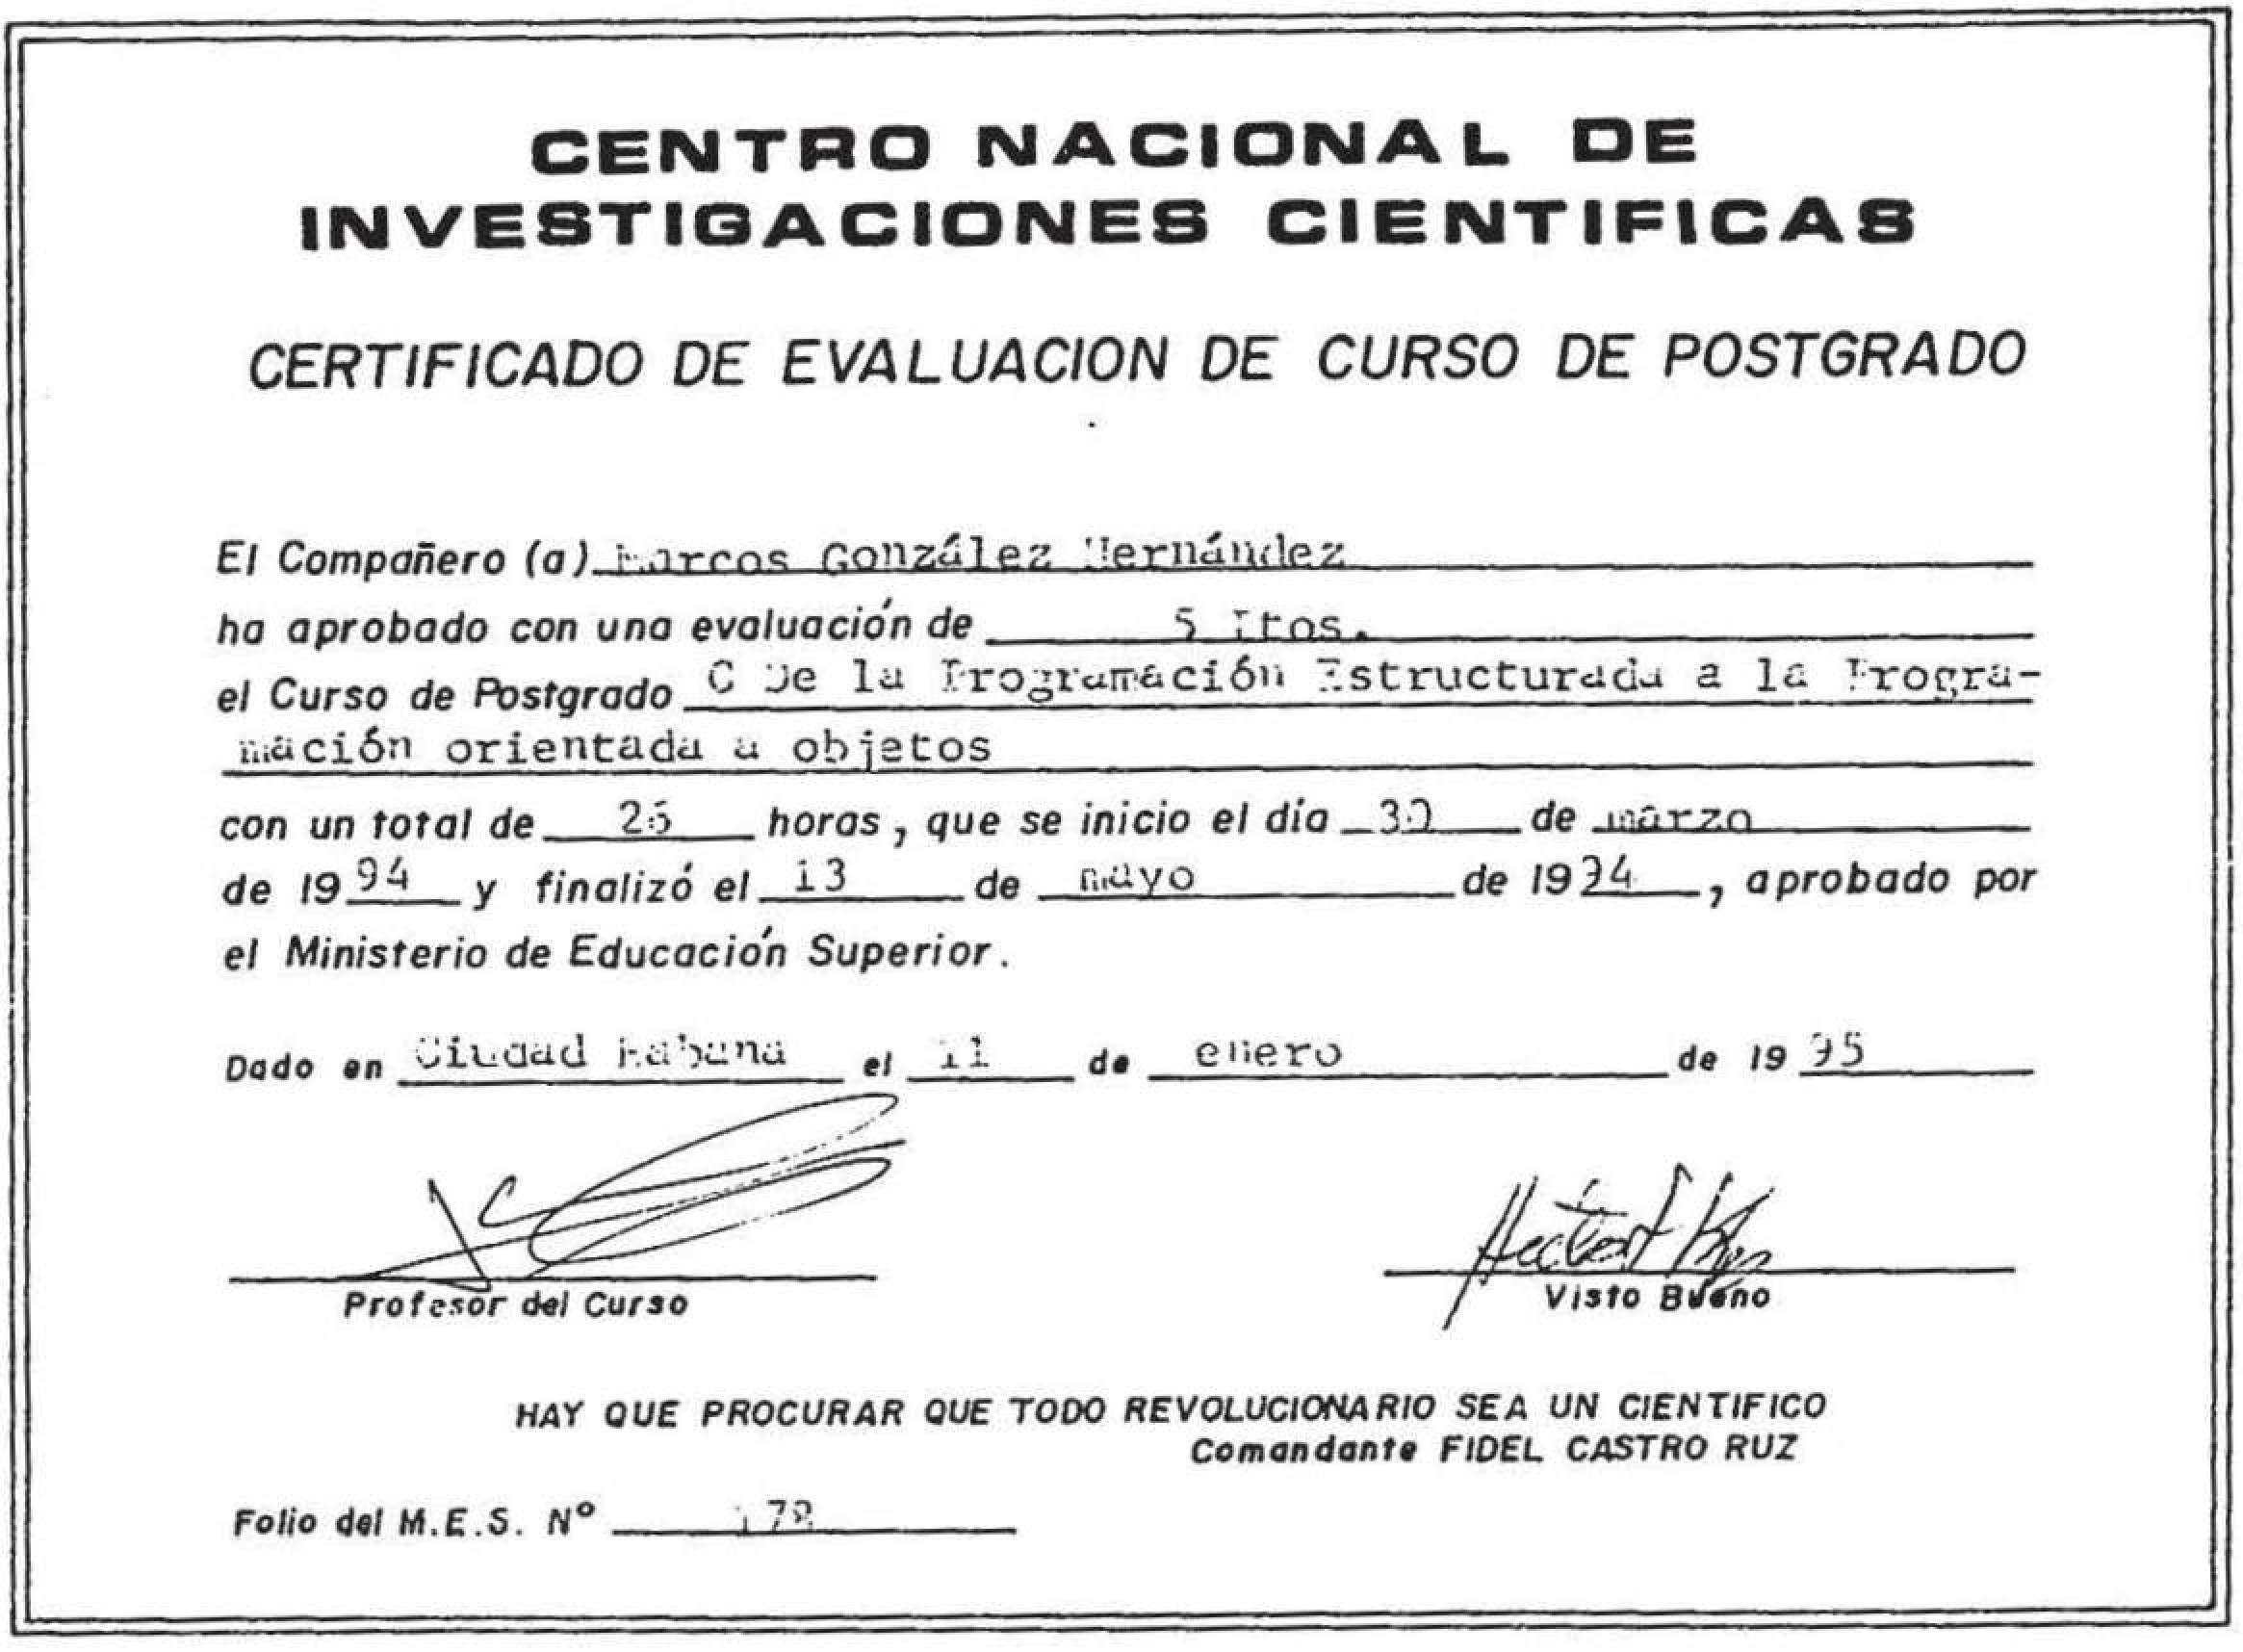 CENTRO NACIONAL DE
INVESTIGACIONES CIENTIFICAS
CERTIFICADO DE EVALUACION DE CURSO DE POSTGRADO
El Compañero (a) Marcos González Hernández
ha aprobado con una evaluación de 5 Ptos.
el Curso de Postgrado C De la Programación Estructurada a la Progra-
mación orientada a objetos
con un total de horas, que se inicio el día 30 de marzo
de 1994 y finalizó el 13 de mayo de 1994, aprobado por
el Ministerio de Educación Superior.
Dado en Ciudad Habana el 11 de enero de 1995
Profesor del Curso
Visto Bueno
HAY QUE PROCURAR QUE TODO REVOLUCIONARIO SEA UN CIENTIFICO
Comandante FIDEL CASTRO RUZ
Folio del M.E.S. Nº